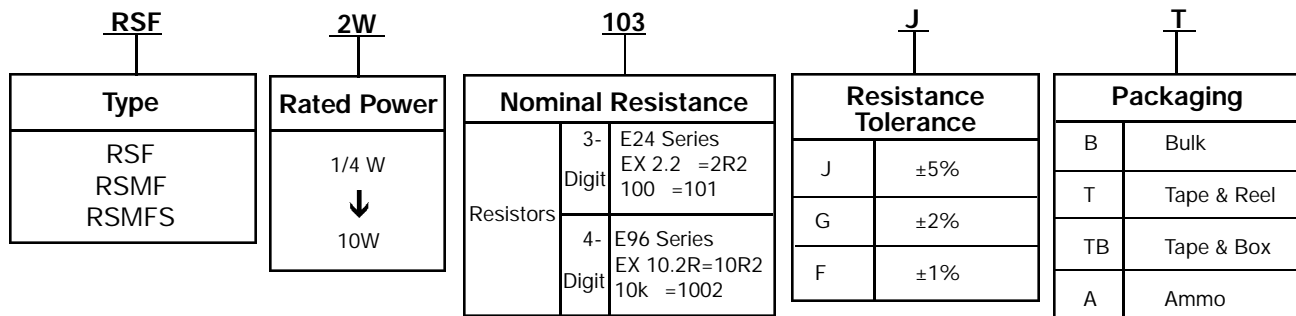 RSF 2W 103 J T
Type
RSF
RSMF
RSMFS
Rated Power
1/4 W
10W
Nominal Resistance
Resistors
3-
Digit
E24 Series
EX 2.2 =2R2
100 =101
4-
Digit
E96 Series
EX 10.2R=10R2
10k =1002
Resistance
Tolerance
J ±5%
G ±2%
F ±1%
Packaging
B Bulk
T Tape & Reel
TB Tape & Box
A Ammo